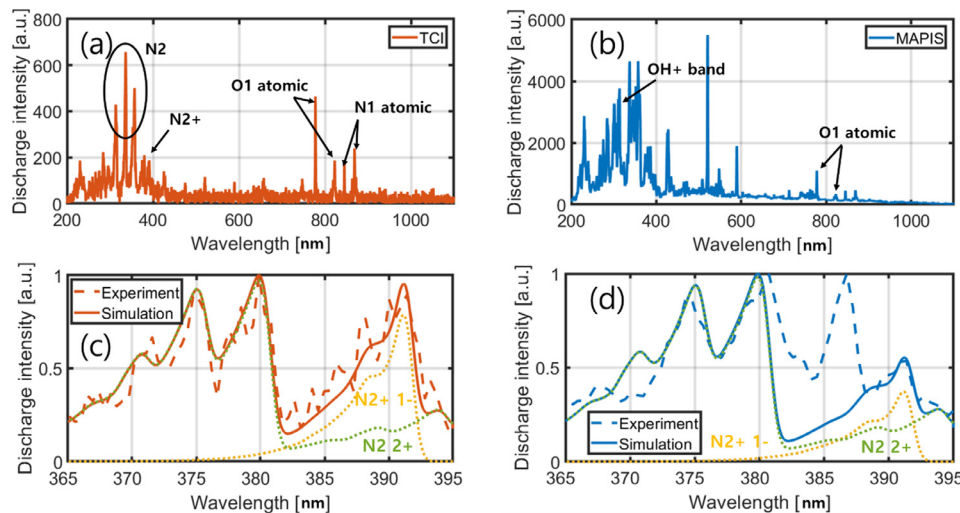 800
600
400
200
0
Discharge intensity [a.u.]
(a)
N2
TCI
O1 atomic
N1 atomic
N2+
200 400 600 800 1000
Wavelength [nm]
6000
4000
2000
0
Discharge intensity [a.u.]
(b)
MAPIS
OH+ band
O1 atomic
200 400 600 800 1000
Wavelength [nm]
1
0.5
0
Discharge intensity [a.u.]
Experiment
Simulation
(c)
N2+ 1-
N2 2+
365 370 375 380 385 390 395
Wavelength [nm]
1
0.5
0
Discharge intensity [a.u.]
(d)
Experiment
Simulation
N2+ 1-
N2 2+
365 370 375 380 385 390 395
Wavelength [nm]